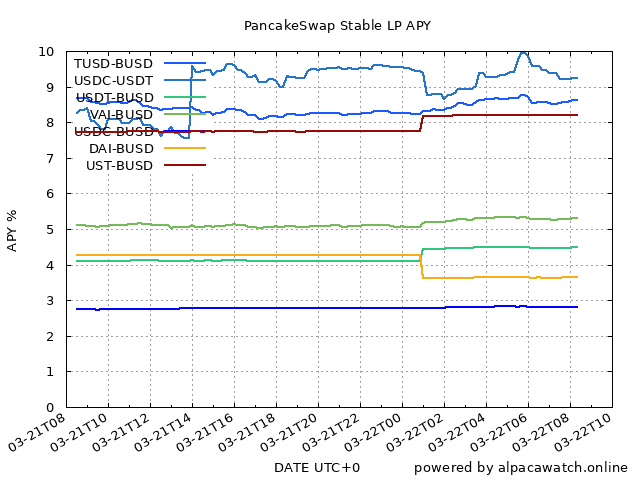 PancakeSwap Stable LP APY
10
9
8
7
6
5
4
3
2
1
0
APY %
TUSD-BUSD
USDC-USDT
USDT-BUSD
VAI-BUSD
USDC-BUSD
DAI-BUSD
UST-BUSD
03-21T08
03-21T10
03-21T12
03-21T14
03-21T16
03-21T18
03-21T20
03-21T22
03-22T00
03-22T02
03-22T04
03-22T06
03-22T08
03-22T10
DATE UTC+0
powered by alpacawatch.online